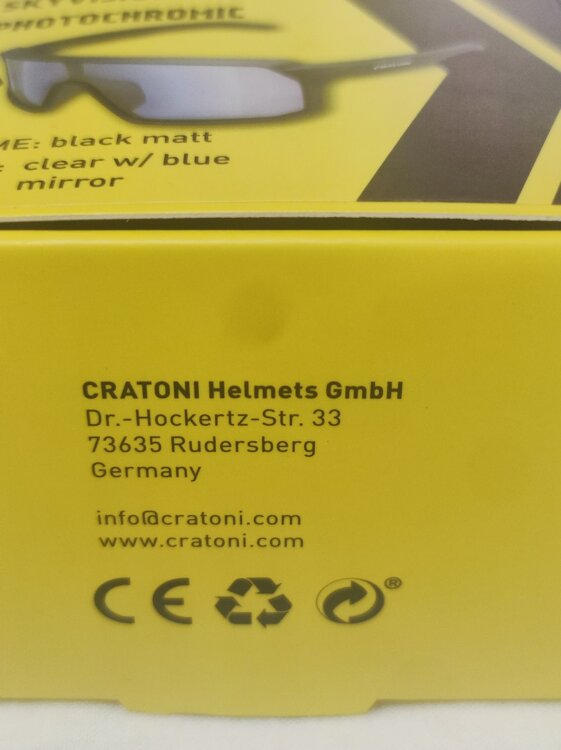 PHOTOCHROMIC
ME: black matt
: clear w/ blue
mirror
CRATONI Helmets GmbH
Dr.-Hockertz-Str. 33
73635 Rudersberg
Germany
info@cratoni.com
www.cratoni.com
CE
®